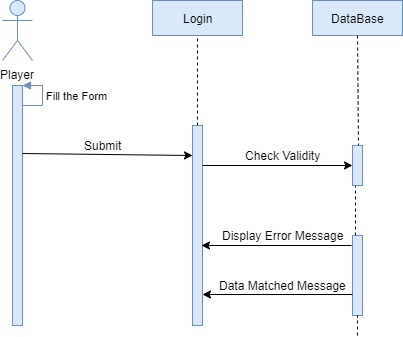 Login
DataBase
Player
Fill the Form
Submit
Check Validity
Display Error Message
Data Matched Message